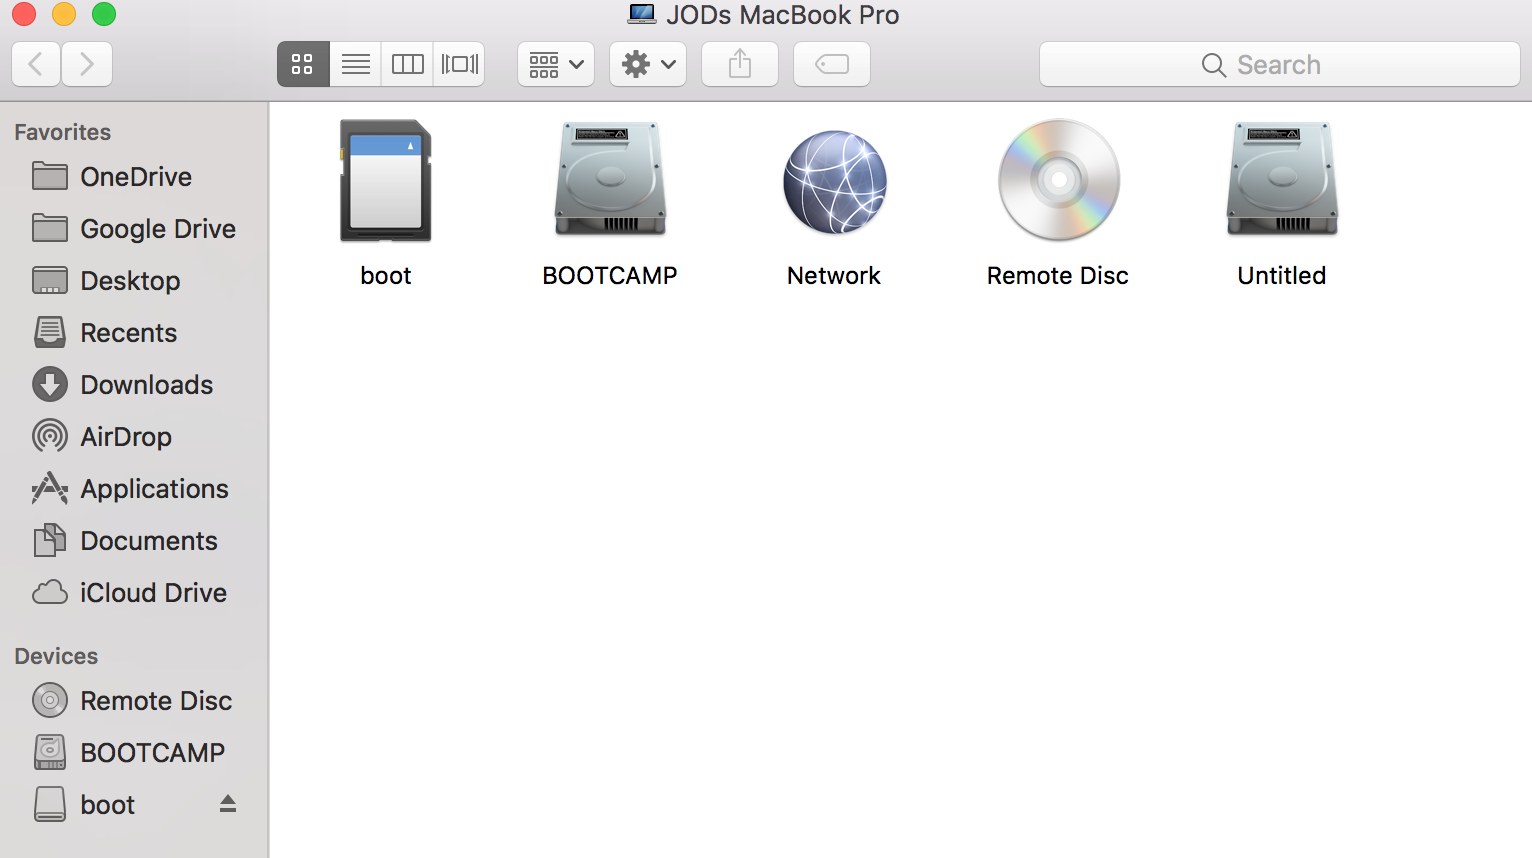 JODs MacBook Pro
Search
Favorites
OneDrive
Google Drive
Desktop
Recents
Downloads
AirDrop
Applications
Documents
iCloud Drive
Devices
Remote Disc
BOOTCAMP
boot
boot
BOOTCAMP
Network
Remote Disc
Untitled